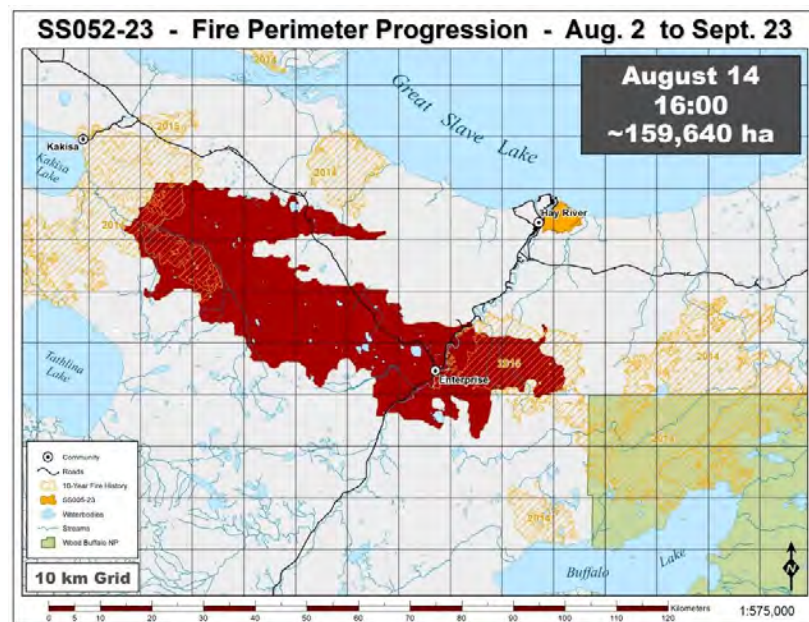 SS052-23 - Fire Perimeter Progression - Aug. 2 to Sept. 23
August 14
16:00
~159,640 ha
2014
Great Slave Lake
Kakisa
2015
Kakisa
Lake
2014
Hay River
Tathlina
Lake
2014
Enterprise
2014
2014
Buffalo
Lake
Community
Roads
10-Year Fire History
Waterbodies
Streams
Wood Buffalo NP
10 km Grid
N
Kilometers
0 5 10 20 30 40 50 60 70 80 90 100 110 120
1:575,000